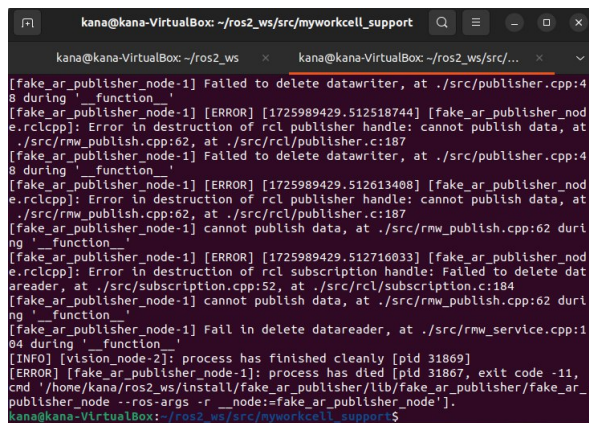 kana@kana-VirtualBox: ~/ros2_ws/src/myworkcell_support
kana@kana-VirtualBox: ~/ros2_ws
kana@kana-VirtualBox: ~/ros2_ws/src/...
[fake_ar_publisher_node-1] Failed to delete datawriter, at ./src/publisher.cpp:4
8 during '__function__'
[fake_ar_publisher_node-1] [ERROR] [1725989429.512518744] [fake_ar_publisher_nod
e.rclcpp]: Error in destruction of rcl publisher handle: cannot publish data, at
 ./src/rmw_publish.cpp:62, at ./src/rcl/publisher.c:187
[fake_ar_publisher_node-1] Failed to delete datawriter, at ./src/publisher.cpp:4
8 during '__function__'
[fake_ar_publisher_node-1] [ERROR] [1725989429.512613408] [fake_ar_publisher_nod
e.rclcpp]: Error in destruction of rcl publisher handle: cannot publish data, at
 ./src/rmw_publish.cpp:62, at ./src/rcl/publisher.c:187
[fake_ar_publisher_node-1] cannot publish data, at ./src/rmw_publish.cpp:62 duri
ng '__function__'
[fake_ar_publisher_node-1] [ERROR] [1725989429.512716033] [fake_ar_publisher_nod
e.rclcpp]: Error in destruction of rcl subscription handle: Failed to delete dat
areader, at ./src/subscription.cpp:52, at ./src/rcl/subscription.c:184
[fake_ar_publisher_node-1] cannot publish data, at ./src/rmw_publish.cpp:62 duri
ng '__function__'
[fake_ar_publisher_node-1] Fail in delete datareader, at ./src/rmw_service.cpp:1
04 during '__function__'
[INFO] [vision_node-2]: process has finished cleanly [pid 31869]
[ERROR] [fake_ar_publisher_node-1]: process has died [pid 31867, exit code -11,
cmd '/home/kana/ros2_ws/install/fake_ar_publisher/lib/fake_ar_publisher/fake_ar_
publisher_node --ros-args -r __node:=fake_ar_publisher_node'].
kana@kana-VirtualBox:~/ros2_ws/src/myworkcell_support$